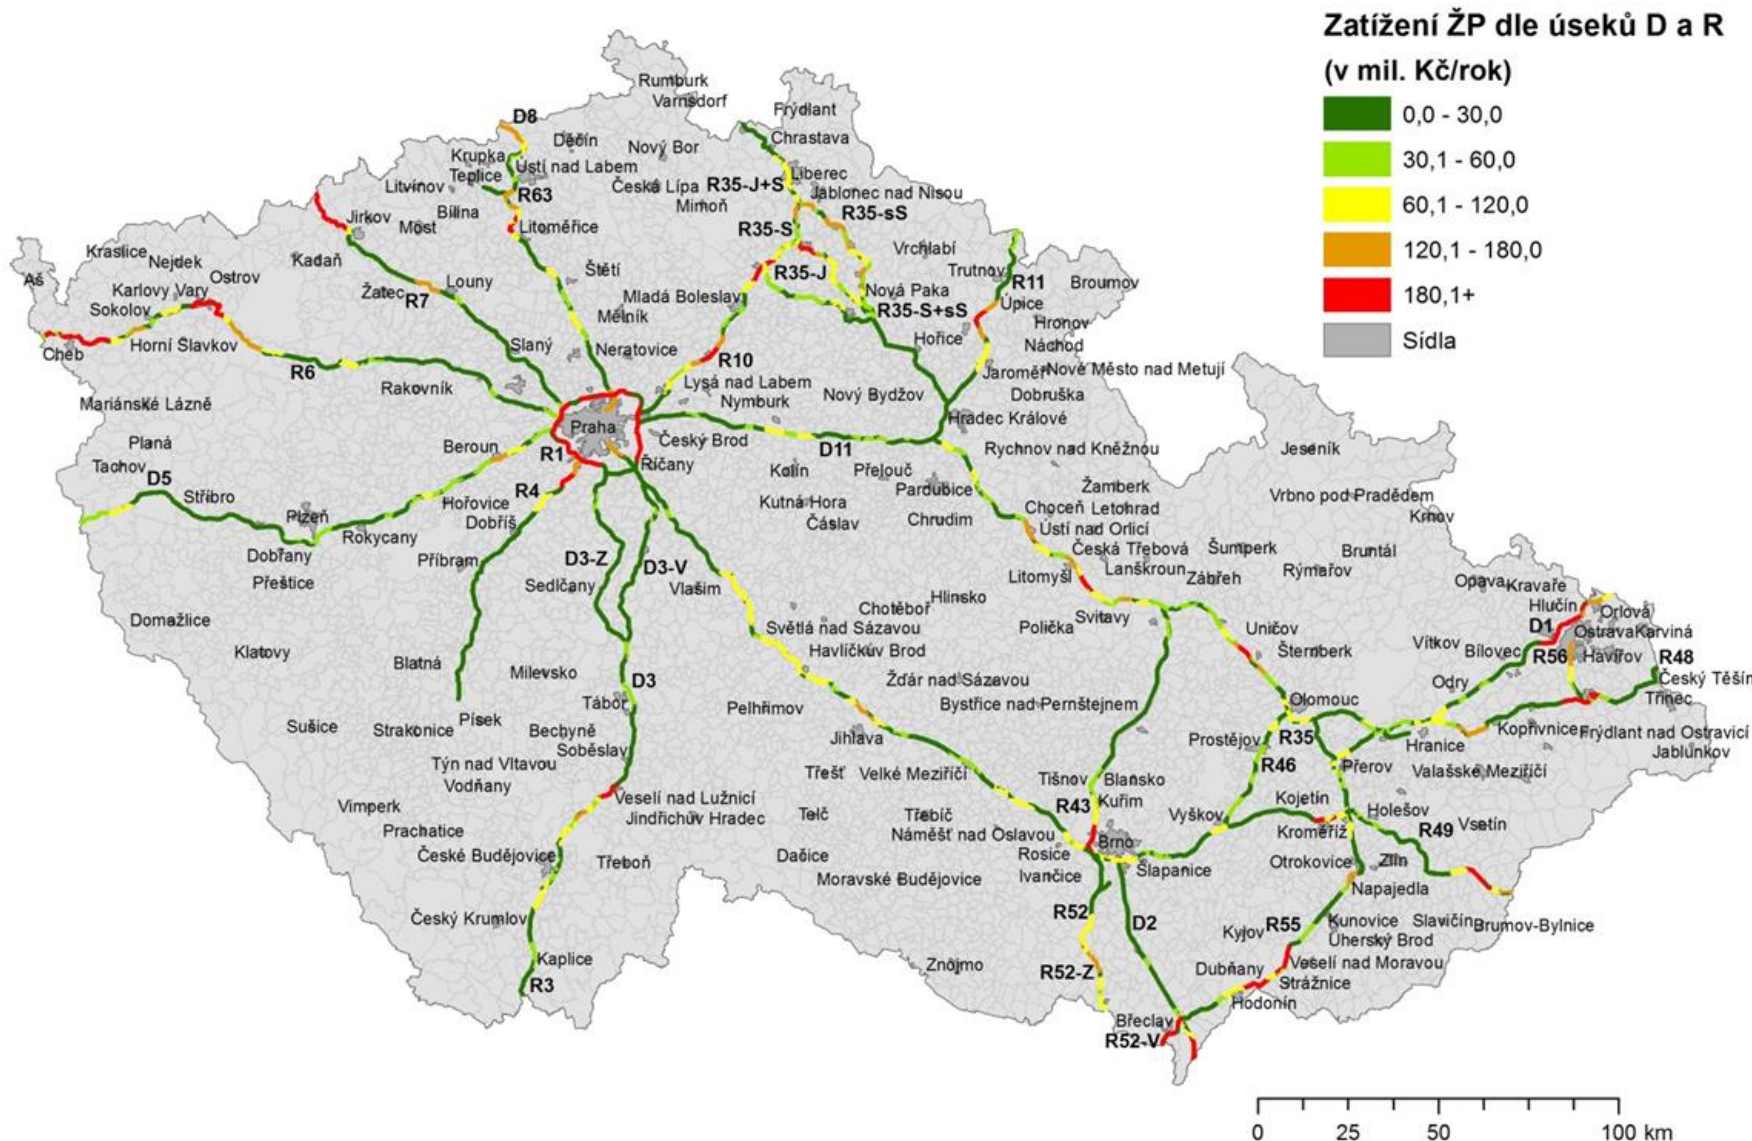 Zatížení ŽP dle úseků D a R
(v mil. Kč/rok)
0,0 - 30,0
30,1 - 60,0
60,1 - 120,0
120,1 - 180,0
180,1+
Sídla
Rumburk
Varnsdorf
Frýdlant
Chrastava
D8
Děčín
Nový Bor
Krupka
Ústí nad Labem
Teplice
Litvínov
R63
Česká Lípa
R35-J+S
Liberec
Jablonec nad Nisou
Mimoň
Bílina
Jirkov
Most
Litoměřice
R35-S
R35-sS
Vrchlabí
Kraslice
Nejdek
Ostrov
Kadaň
Aš
Karlovy Vary
Sokolov
Žatec
Louny
R7
Štětí
R35-J
Trutnov
R11
Broumov
Mladá Boleslav
Nová Paka
Úpice
R35-S+sS
Mělník
Hronov
Hořice
Náchod
Cheb
Horní Slavkov
Slaný
Neratovice
R10
R6
Jaroměř
Nové Město nad Metují
Rakovník
Lysá nad Labem
Nymburk
Nový Bydžov
Dobruška
Mariánské Lázně
Praha
Hradec Králové
Planá
Beroun
R1
Český Brod
D11
Rychnov nad Kněžnou
Jeseník
Tachov
D5
Stříbro
Říčany
Kolín
Přelouč
Pardubice
R4
Hořovice
Dobříš
Kutná Hora
Čáslav
Chrudim
Žamberk
Vrbno pod Pradědem
Choceň
Letohrad
Krnov
Plzeň
Rokycany
Ústí nad Orlicí
Dobřany
Příbram
Přeštice
D3-Z
Sedlčany
D3-V
Vlašim
Česká Třebová
Šumperk
Bruntál
Litomyšl
Lanškroun
Zábřeh
Rýmařov
Opava
Kravaře
Chotěboř
Hlinsko
Hlučín
Orlová
Domažlice
Světlá nad Sázavou
Polička
Svitavy
Uničov
D1
Ostrava
Karviná
Klatovy
Havlíčkův Brod
Šternberk
Vítkov
Bílovec
R56
Havířov
R48
Blatná
Milevsko
D3
Žďár nad Sázavou
Odry
Český Těšín
Třinec
Tábor
Pelhřimov
Bystřice nad Pernštejnem
Olomouc
Sušice
Strakonice
Písek
Bechyně
Soběslav
Jihlava
Prostějov
R35
Hranice
Kopřivnice
Frýdlant nad Ostravicí
Jablunkov
Týn nad Vltavou
Vodňany
Třešť
Velké Meziříčí
Tišnov
Blansko
R46
Přerov
Valašské Meziříčí
Vimperk
Veselí nad Lužnicí
Jindřichův Hradec
Telč
Třebíč
R43
Kuřim
Vyškov
Kojetín
Holešov
Prachatice
Náměšť nad Oslavou
Kroměříž
R49
Vsetín
České Budějovice
Třeboň
Dačice
Rosice
Brno
Šlapanice
Otrokovice
Zlín
Moravské Budějovice
Ivančice
Napajedla
Český Krumlov
R52
D2
Kyjov
R55
Kunovice
Slavičín
Brumov-Bylnice
Uherský Brod
Kaplice
Znojmo
R52-Z
Dubňany
Veselí nad Moravou
Strážnice
R3
Hodonín
Břeclav
R52-V
0 25 50 100 km